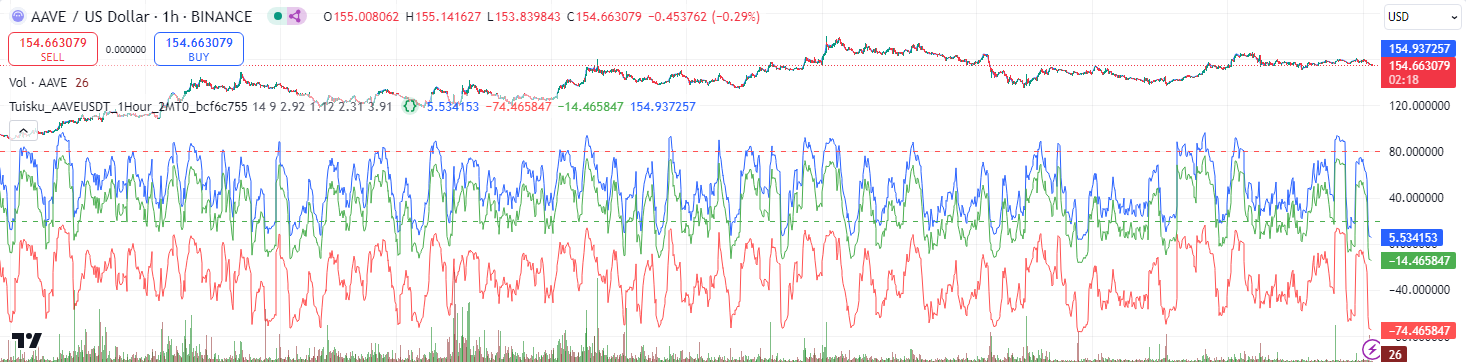 AAVE / US Dollar · 1h · BINANCE O155.008062 H155.141627 L153.839843 C154.663079 −0.453762 (−0.29%)
USD
154.663079
SELL
0.000000
154.663079
BUY
154.937257
154.663079
02:18
Vol · AAVE 26
Tuisku_AAVEUSDT_1Hour_2MT0_bcf6c755 14 9 2.92 1.12 2.31 3.91 5.534153 −74.465847 −14.465847 154.937257
120.000000
80.000000
40.000000
5.534153
−14.465847
−40.000000
−74.465847
26